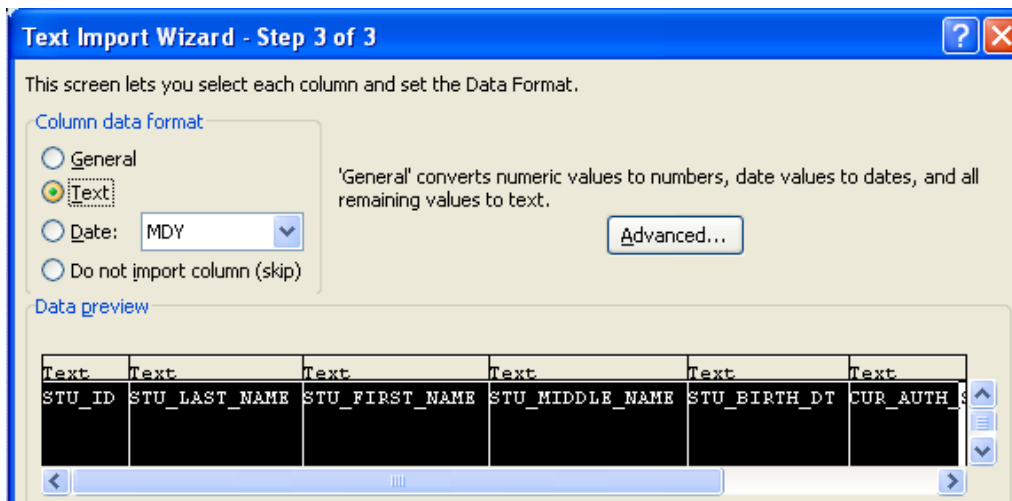 Text Import Wizard - Step 3 of 3
This screen lets you select each column and set the Data Format.
Column data format
General
Text
Date: MDY
Do not import column (skip)
'General' converts numeric values to numbers, date values to dates, and all
remaining values to text.
Advanced...
Data preview
Text Text Text Text Text Text
STU_ID STU_LAST_NAME STU_FIRST_NAME STU_MIDDLE_NAME STU_BIRTH_DT CUR_AUTH_S